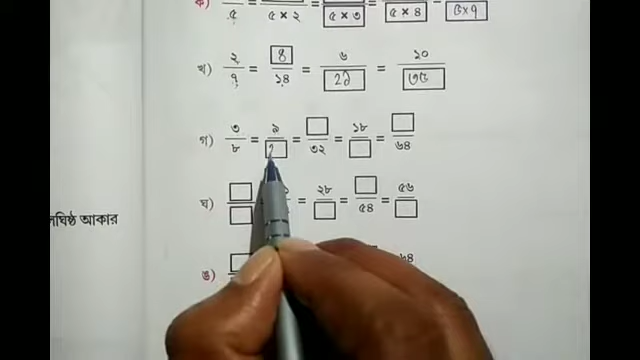 ক)
৫ ৫ × ২ ৫ × ৩ ৫ × ৪ ৫×৭
খ) ২/৭ = ৪/১৪ = ৬/২১ = ১০/৩৫
গ) ৩/৮ = ৯/২ = □/৩২ = ১৮/□ = □/৬৪
ঘ) □/□ = = ২৮/□ = □/৫৪ = ৫৬/□
লঘিষ্ঠ আকার
ঙ) ৬৪